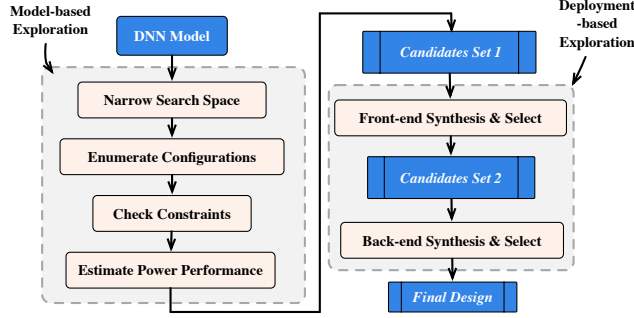 Model-based
Exploration
DNN Model
Narrow Search Space
Enumerate Configurations
Check Constraints
Estimate Power Performance
Deployment
-based
Exploration
Candidates Set 1
Front-end Synthesis & Select
Candidates Set 2
Back-end Synthesis & Select
Final Design